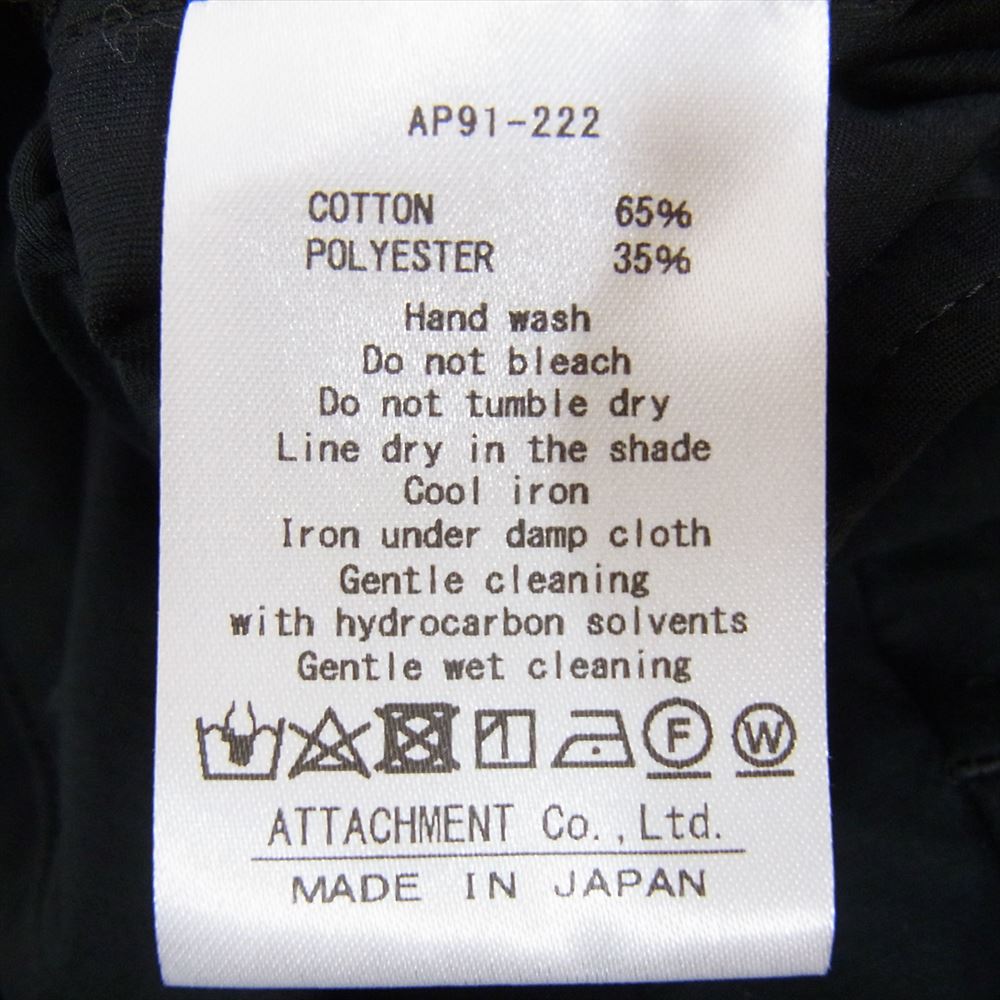 AP91-222
COTTON 65%
POLYESTER 35%
Hand wash
Do not bleach
Do not tumble dry
Line dry in the shade
Cool iron
Iron under damp cloth
Gentle cleaning
with hydrocarbon solvents
Gentle wet cleaning
F W
ATTACHMENT Co.,Ltd.
MADE IN JAPAN